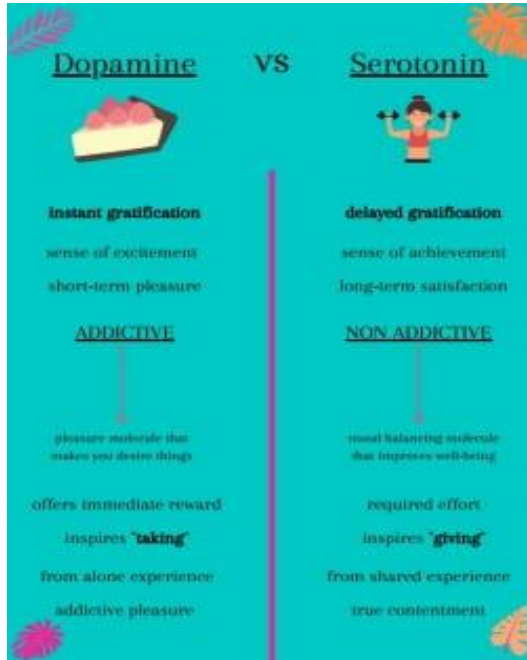 Dopamine
VS
Serotonin
instant gratification
sense of excitement
short-term pleasure
ADDICTIVE
pleasure molecule that
makes you desire things
offers immediate reward
inspires "taking"
from alone experience
addictive pleasure
delayed gratification
sense of achievement
long-term satisfaction
NON ADDICTIVE
mood balancing molecule
that improves well-being
required effort
inspires "giving"
from shared experience
true contentment